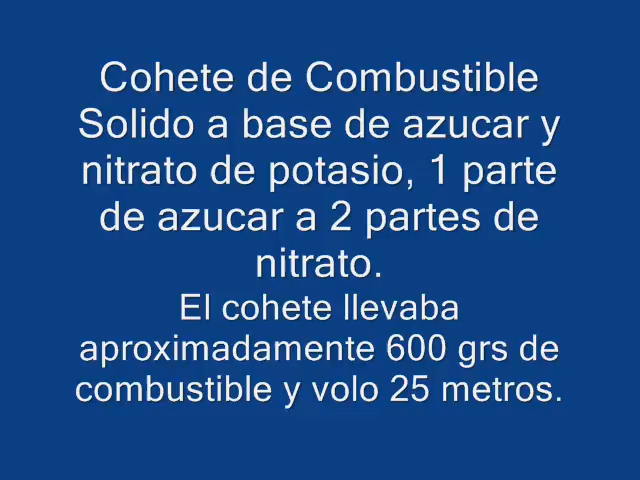 Cohete de Combustible
Solido a base de azucar y
nitrato de potasio, 1 parte
de azucar a 2 partes de
nitrato.
El cohete llevaba
aproximadamente 600 grs de
combustible y volo 25 metros.